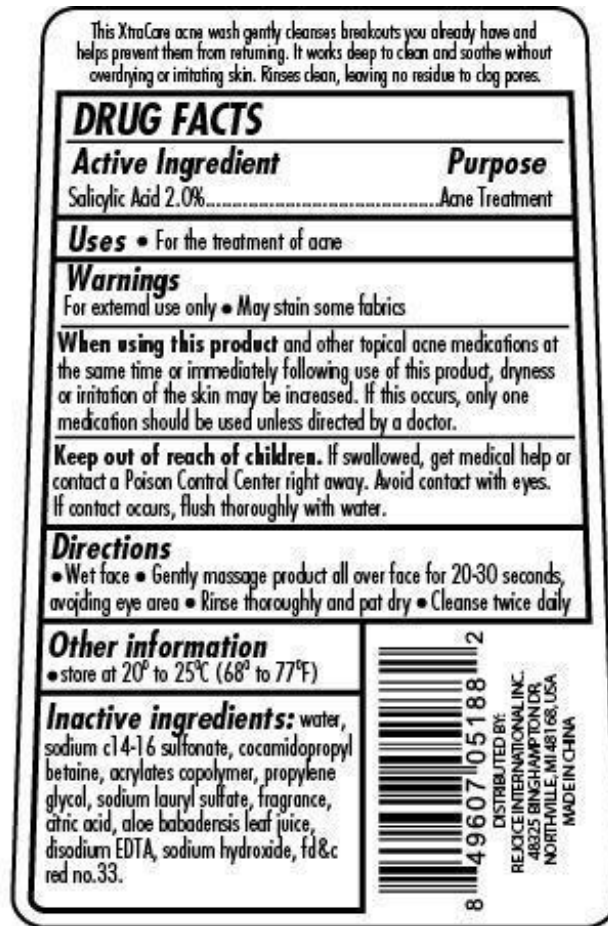 This XtraCare acne wash gently cleanses breakouts you already have and
helps prevent them from returning. It works deep to clean and soothe without
overdrying or irritating skin. Rinses clean, leaving no residue to clog pores.
DRUG FACTS
Active Ingredient Purpose
Salicylic Acid 2.0%..........................................Acne Treatment
Uses • For the treatment of acne
Warnings
For external use only • May stain some fabrics
When using this product and other topical acne medications at
the same time or immediately following use of this product, dryness
or irritation of the skin may be increased. If this occurs, only one
medication should be used unless directed by a doctor.
Keep out of reach of children. If swallowed, get medical help or
contact a Poison Control Center right away. Avoid contact with eyes.
If contact occurs, flush thoroughly with water.
Directions
• Wet face • Gently massage product all over face for 20-30 seconds,
avoiding eye area • Rinse thoroughly and pat dry • Cleanse twice daily
Other information
• store at 20° to 25°C (68° to 77°F)
Inactive ingredients: water,
sodium c14-16 sulfonate, cocamidopropyl
betaine, acrylates copolymer, propylene
glycol, sodium lauryl sulfate, fragrance,
citric acid, aloe babadensis leaf juice,
disodium EDTA, sodium hydroxide, fd&c
red no.33.
8 49607 05188 2
DISTRIBUTED BY:
REJOICE INTERNATIONAL INC.
48325 BINGHAMPTON DR,
NORTHVILLE, MI 48168, USA
MADE IN CHINA